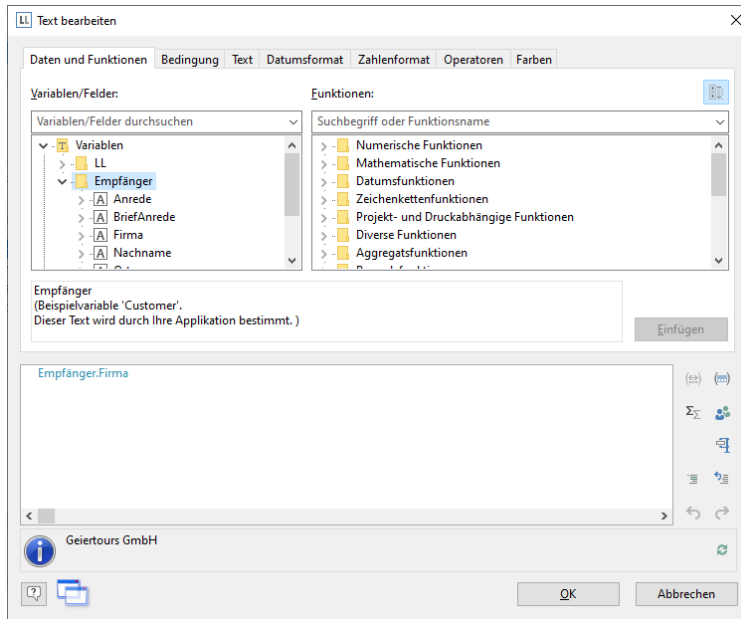 LL Text bearbeiten
Daten und Funktionen Bedingung Text Datumsformat Zahlenformat Operatoren Farben
Variablen/Felder:
Funktionen:
Variablen/Felder durchsuchen
Suchbegriff oder Funktionsname
T Variablen
LL
Empfänger
A Anrede
A BriefAnrede
A Firma
A Nachname
Numerische Funktionen
Mathematische Funktionen
Datumsfunktionen
Zeichenkettenfunktionen
Projekt- und Druckabhängige Funktionen
Diverse Funktionen
Aggregatsfunktionen
Empfänger
(Beispielvariable 'Customer'.
Dieser Text wird durch Ihre Applikation bestimmt. )
Einfügen
Empfänger.Firma
Geiertours GmbH
OK
Abbrechen